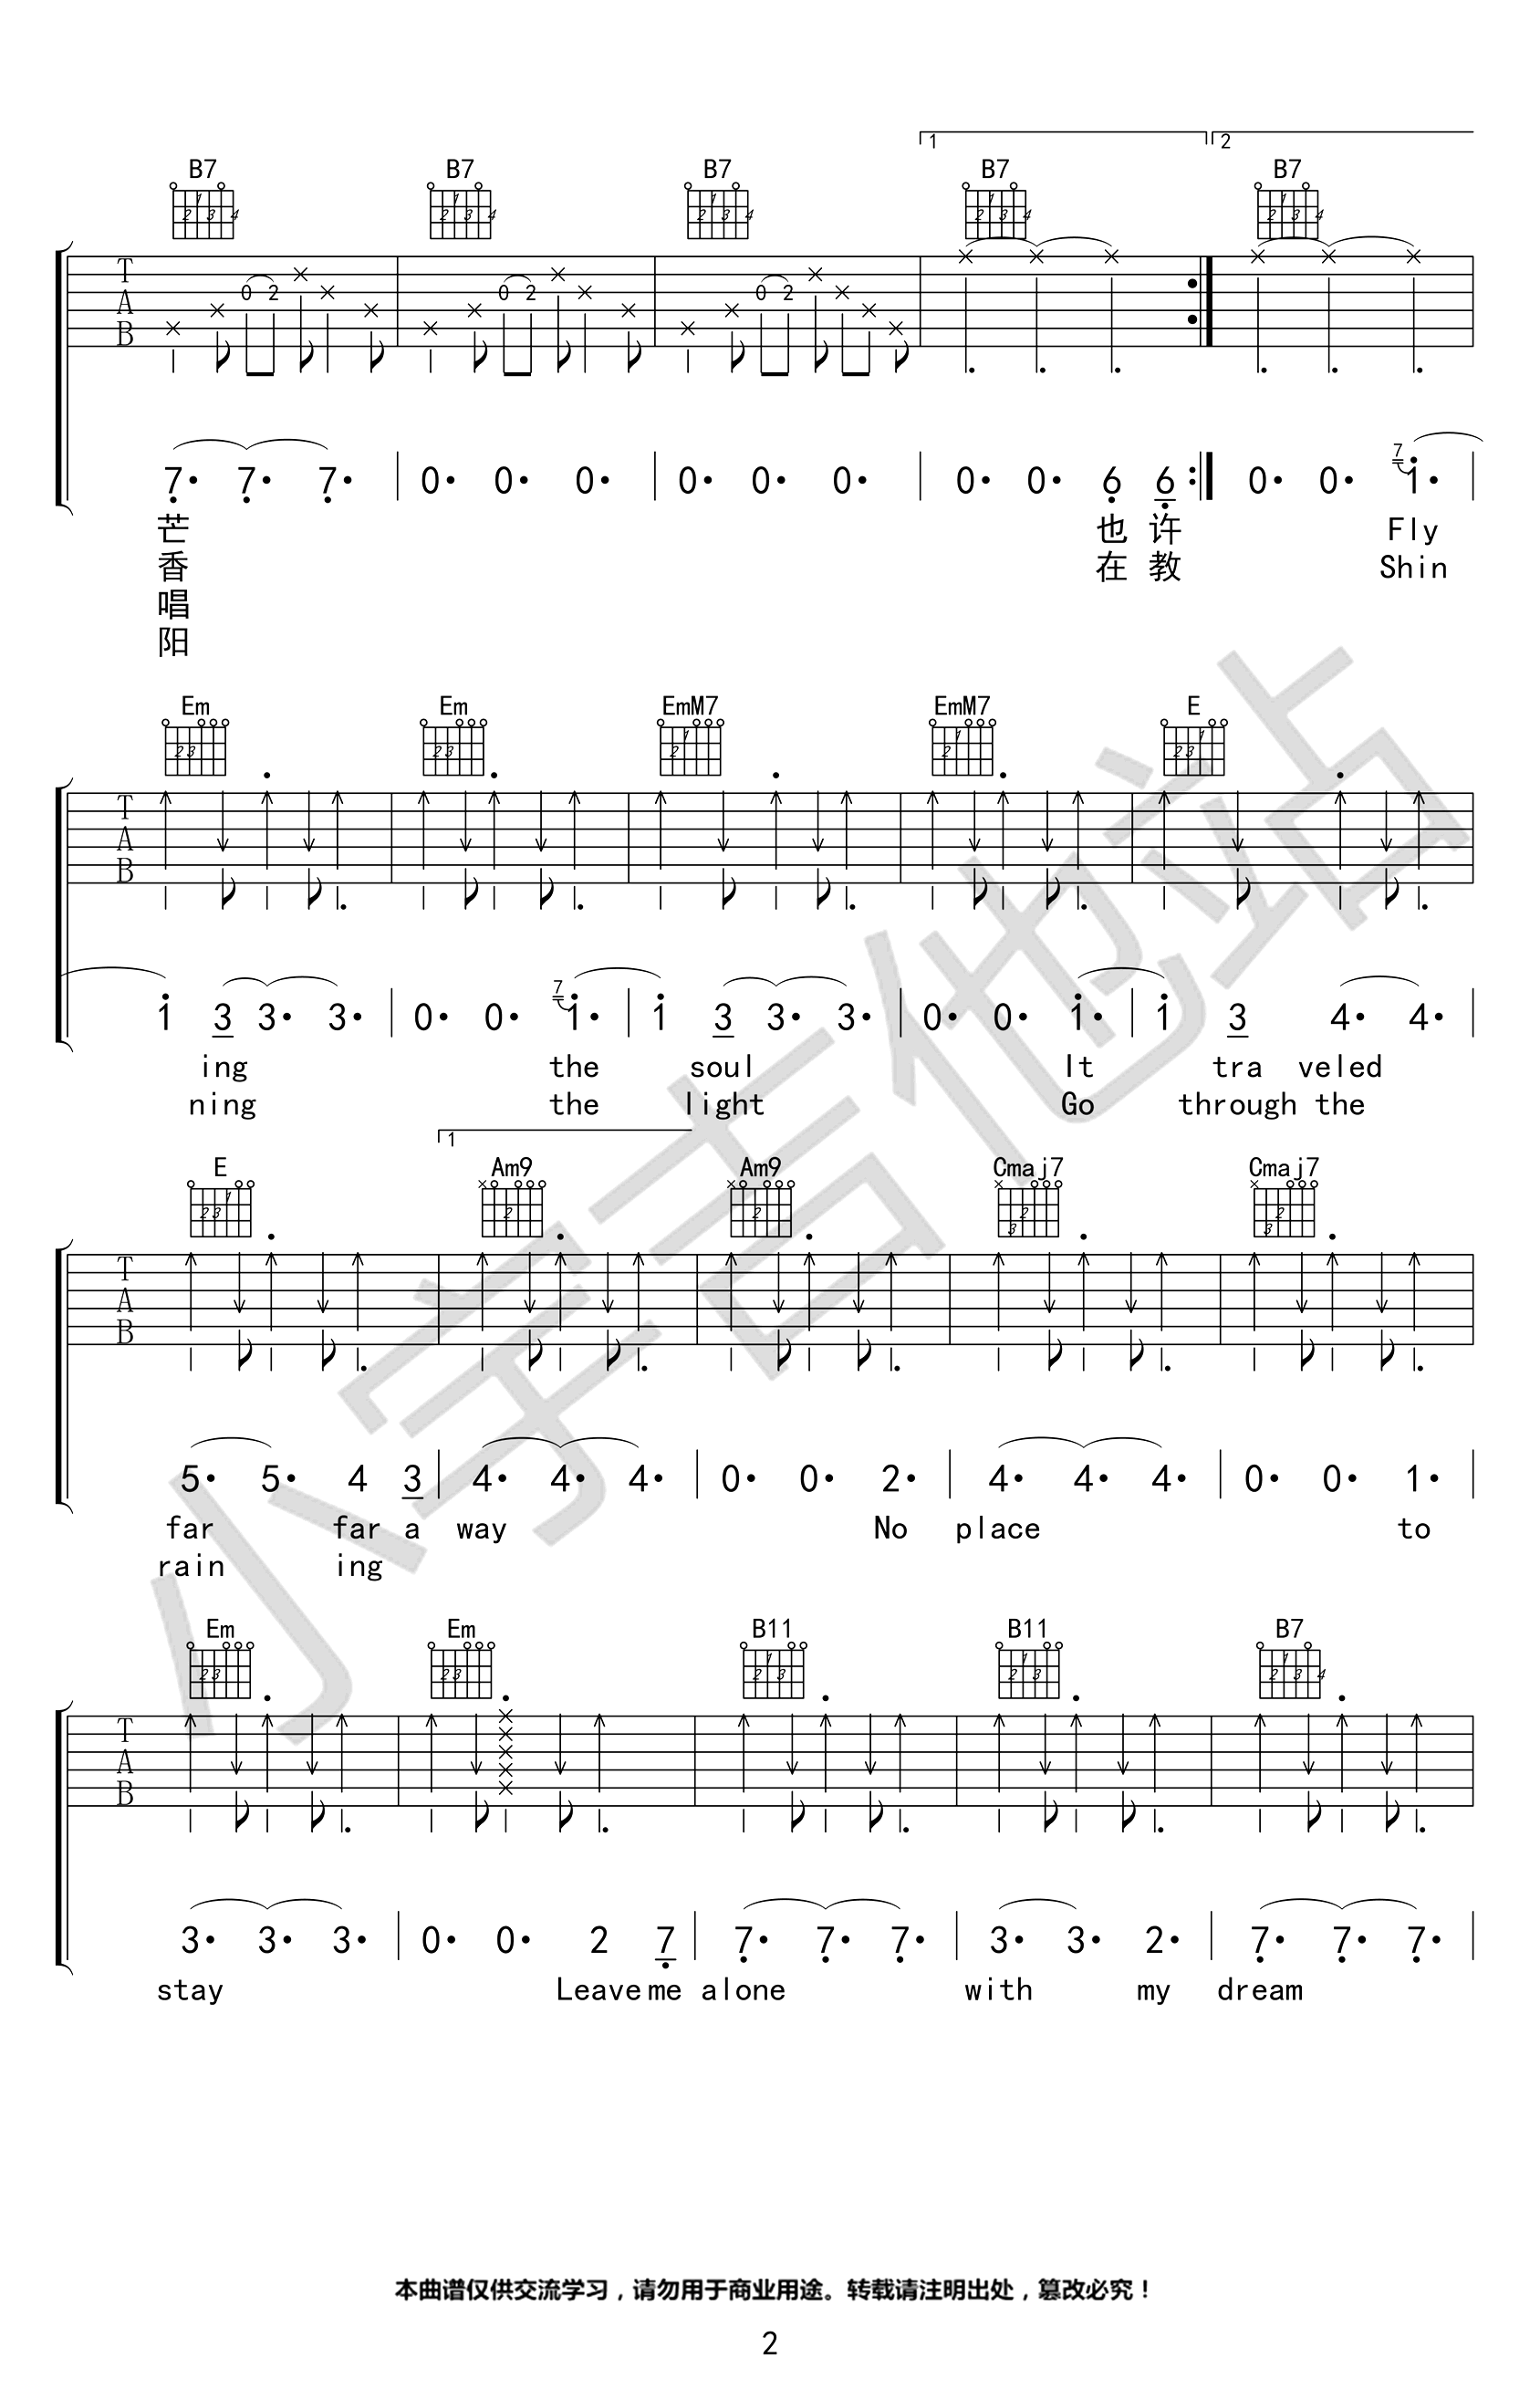 1 2
B7 B7 B7 B7 B7
T
A
B
0 2 0 2 0 2
7· 7· 7· 0· 0· 0· 0· 0· 0· 0· 0· 6 6 0· 0· 7 1·
芒 也 许 Fly
香 在 教 Shin
唱
阳
Em Em EmM7 EmM7 E
T
A
B
1 3 3· 3· 0· 0· 7 1· 1 3 3· 3· 0· 0· 1· 1 3 4· 4·
ing the soul It tra veled
ning the light Go through the
1
E Am9 Am9 Cmaj7 Cmaj7
T
A
B
5· 5· 4 3 4· 4· 4· 0· 0· 2· 4· 4· 4· 0· 0· 1·
far far a way No place to
rain ing
Em Em B11 B11 B7
T
A
B
3· 3· 3· 0· 0· 2 7 7· 7· 7· 3· 3· 2· 7· 7· 7·
stay Leave me alone with my dream
小宇吉他站
本曲谱仅供交流学习，请勿用于商业用途。转载请注明出处，篡改必究！
2